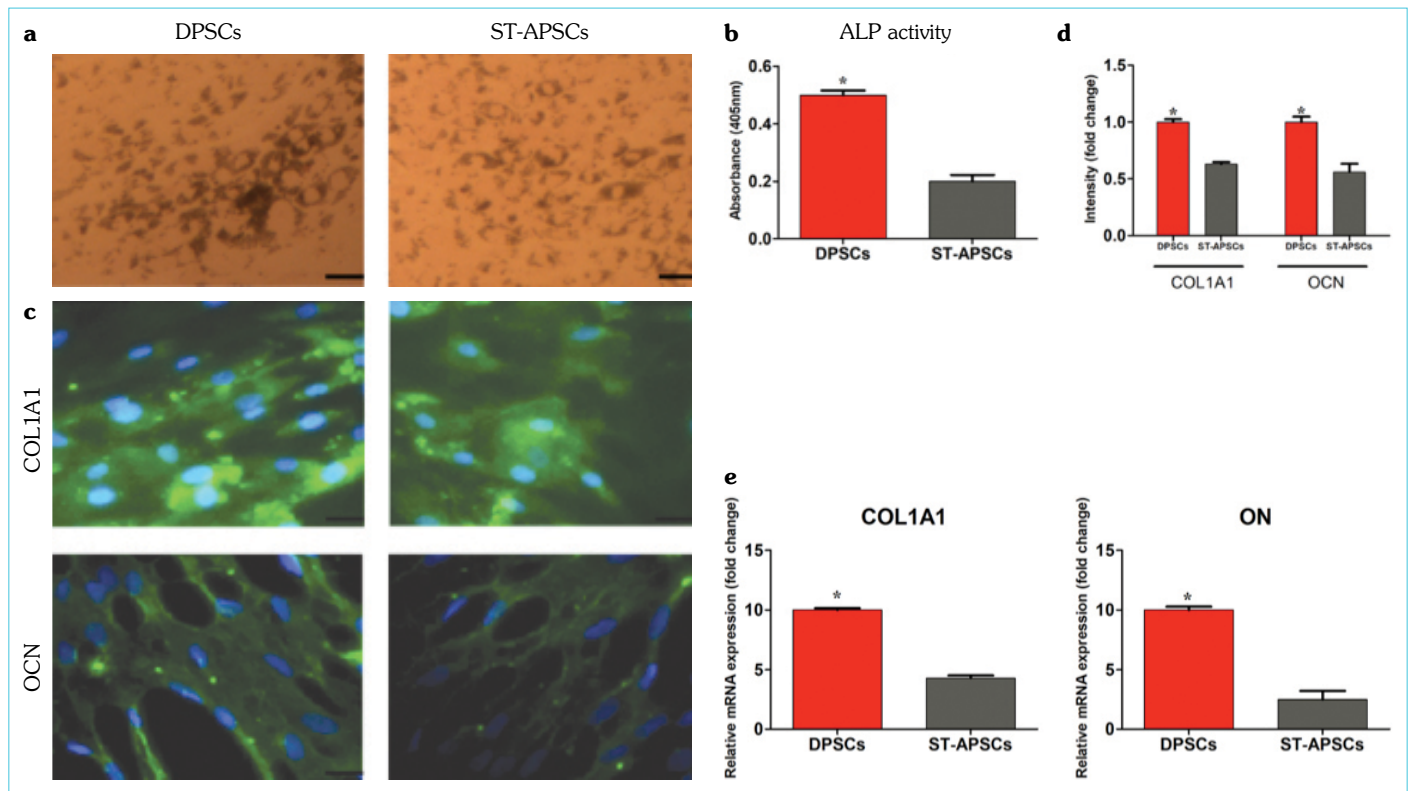 a
DPSCs
ST-APSCs
b
ALP activity
Absorbance (405nm)
0.6
0.4
0.2
0.0
*
DPSCs
ST-APSCs
d
Intensity (fold change)
1.5
1.0
0.5
0.0
*
*
DPSCs
ST-APSCs
DPSCs
ST-APSCs
COL1A1
OCN
c
COL1A1
OCN
e
COL1A1
Relative mRNA expression (fold change)
15
10
5
0
*
DPSCs
ST-APSCs
ON
Relative mRNA expression (fold change)
15
10
5
0
*
DPSCs
ST-APSCs